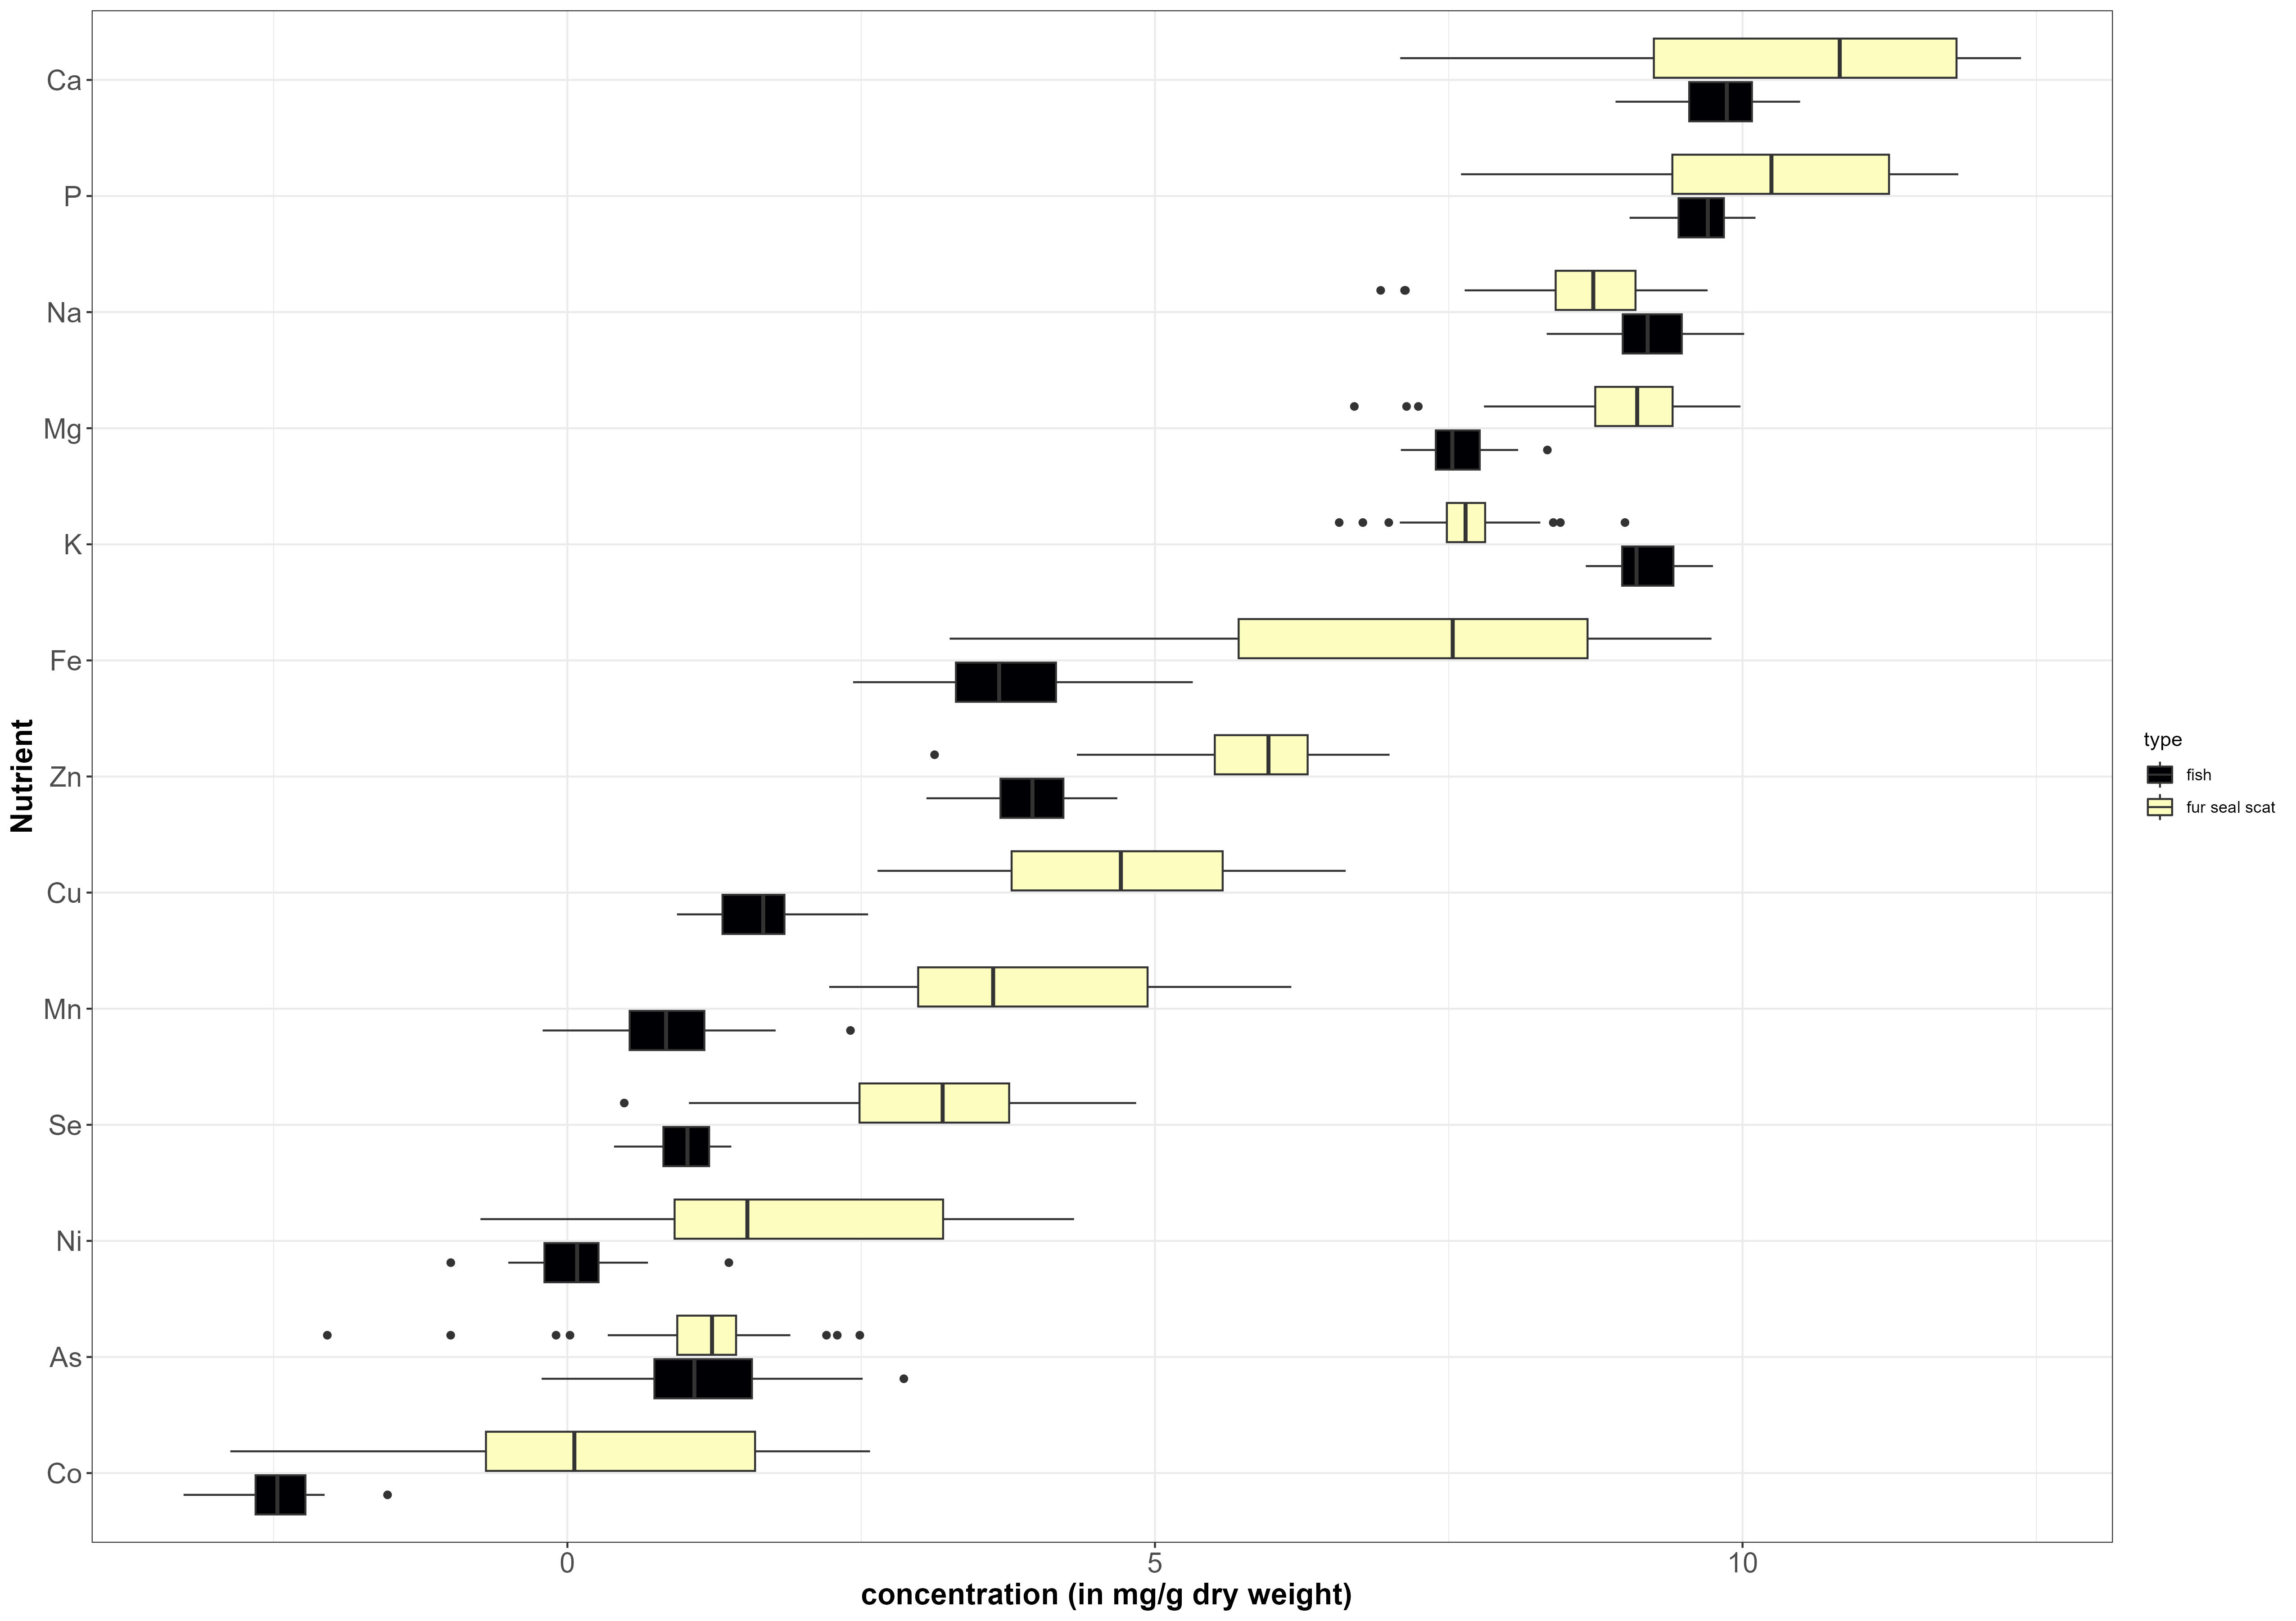 Ca
P
Na
Mg
K
Fe
Zn
Cu
Mn
Se
Ni
As
Co
Nutrient
0 5 10
concentration (in mg/g dry weight)
type
fish
fur seal scat